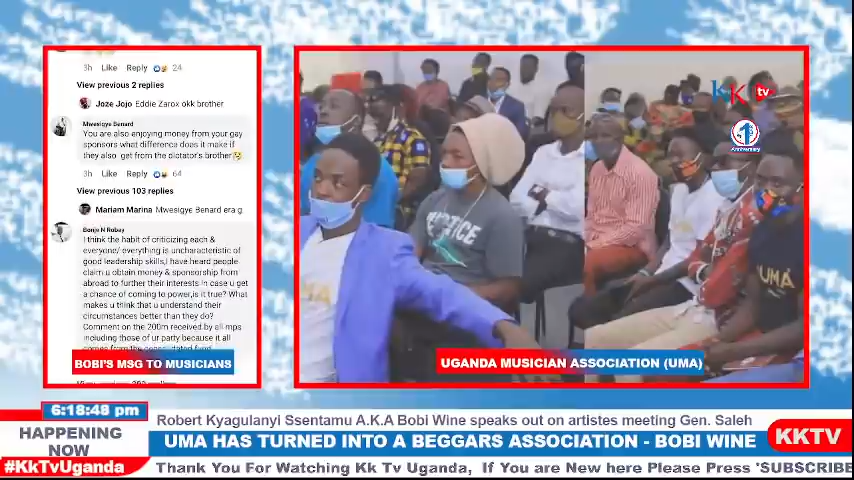 3h Like Reply 24
View previous 2 replies
Joze Jojo Eddie Zarox okk brother
Mwesigye Benard
You are also enjoying money from your gay
sponsors what difference does it make if
they also get from the dictator's brother
3h Like Reply 64
View previous 103 replies
Mariam Marina Mwesigye Benard era g
Bonje N Robay
I think the habit of criticizing each &
everyone/ everything is uncharacteristic of
good leadership skills,I have heard people
claim u obtain money & sponsorship from
abroad to further their interests in case u get
a chance of coming to power,is it true? What
makes u think that u understand their
circumstances better than they do?
Comment on the 200m received by all mps
including those of ur party because it all
BOBI'S MSG TO MUSICIANS
KK tv
1
Anniversary
JUSTICE
UMA
UGANDA MUSICIAN ASSOCIATION (UMA)
6:18:48 pm
HAPPENING
NOW
#KkTvUganda
Robert Kyagulanyi Ssentamu A.K.A Bobi Wine speaks out on artistes meeting Gen. Saleh
UMA HAS TURNED INTO A BEGGARS ASSOCIATION - BOBI WINE
KKTV
Thank You For Watching Kk Tv Uganda, If You are New here Please Press 'SUBSCRIBE